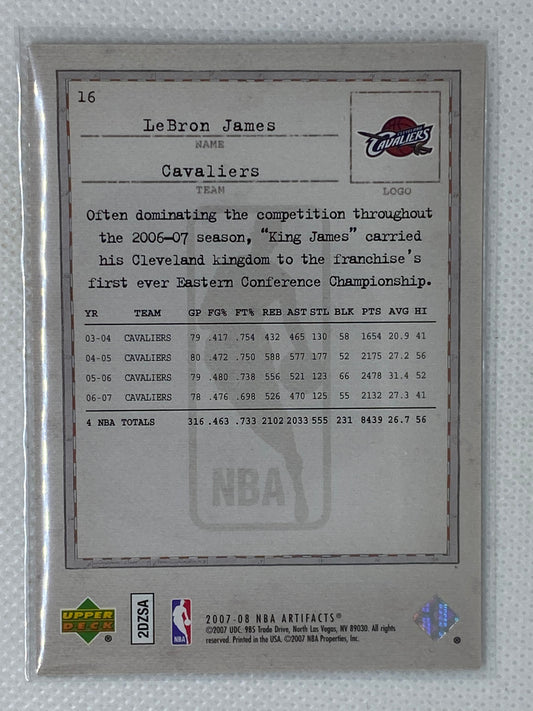 16
LeBron James
NAME
CAVALIERS
Cavaliers
TEAM
LOGO
Often dominating the competition throughout
the 2006-07 season, "King James" carried
his Cleveland kingdom to the franchise's
first ever Eastern Conference Championship.
YR TEAM GP FG% FT% REB AST STL BLK PTS AVG HI
03-04 CAVALIERS 79 .417 .754 432 465 130 58 1654 20.9 41
04-05 CAVALIERS 80 .472 .750 588 577 177 52 2175 27.2 56
05-06 CAVALIERS 79 .480 .738 556 521 123 66 2478 31.4 52
06-07 CAVALIERS 78 .476 .698 526 470 125 55 2132 27.3 41
4 NBA TOTALS 316 .463 .733 2102 2033 555 231 8439 26.7 56
NBA
UPPER
DECK
®
2DZSA
NBA
2007-08 NBA ARTIFACTS®
©2007 UDC. 985 Trade Drive, North Las Vegas, NV 89030. All rights
reserved. Printed in the USA. ©2007 NBA Properties, Inc.
®